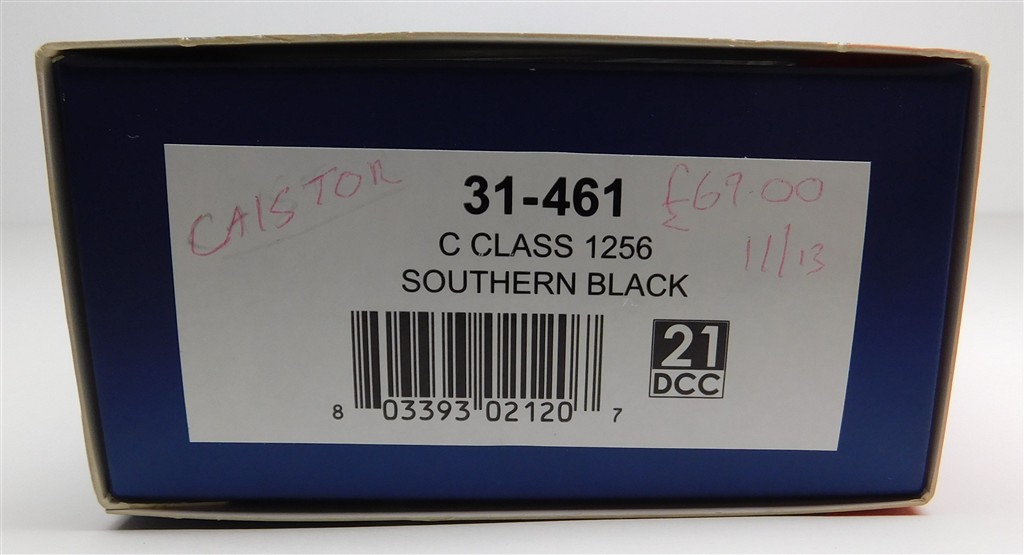 CAISTOR
31-461
£69.00
C CLASS 1256
11/13
SOUTHERN BLACK
21
DCC
8 03393 02120 7